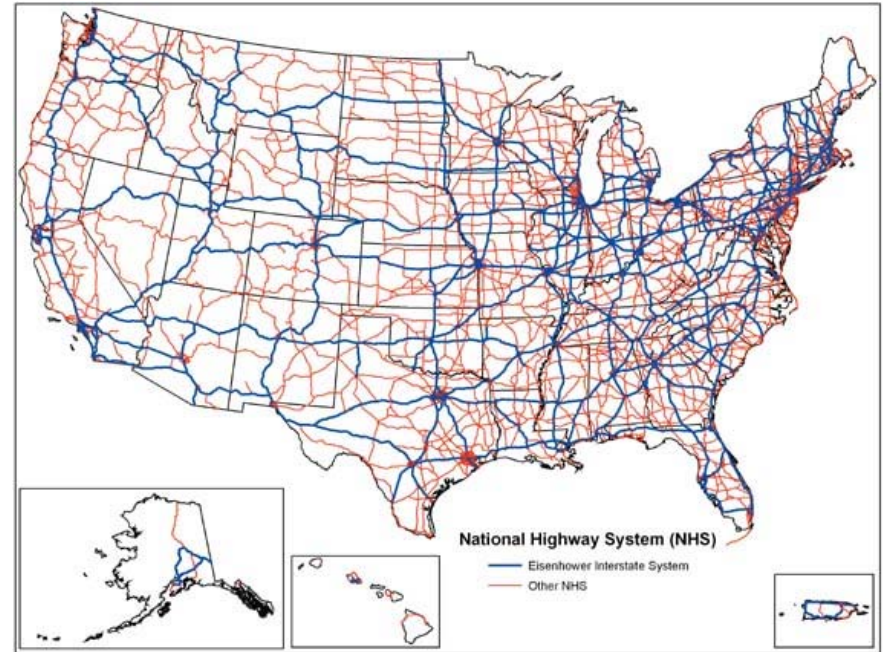 National Highway System (NHS)
Eisenhower Interstate System
Other NHS